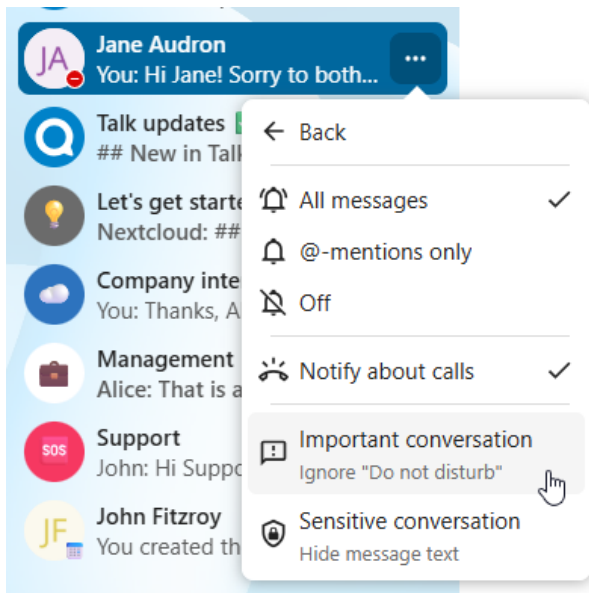 JA
Jane Audron
You: Hi Jane! Sorry to both...
Talk updates
## New in Talk
Back
Let's get starte
Nextcloud: ##
All messages
@-mentions only
Company inte
You: Thanks, A
Off
Management
Alice: That is a
Notify about calls
SOS
Support
John: Hi Suppo
Important conversation
Ignore "Do not disturb"
JF
John Fitzroy
You created th
Sensitive conversation
Hide message text